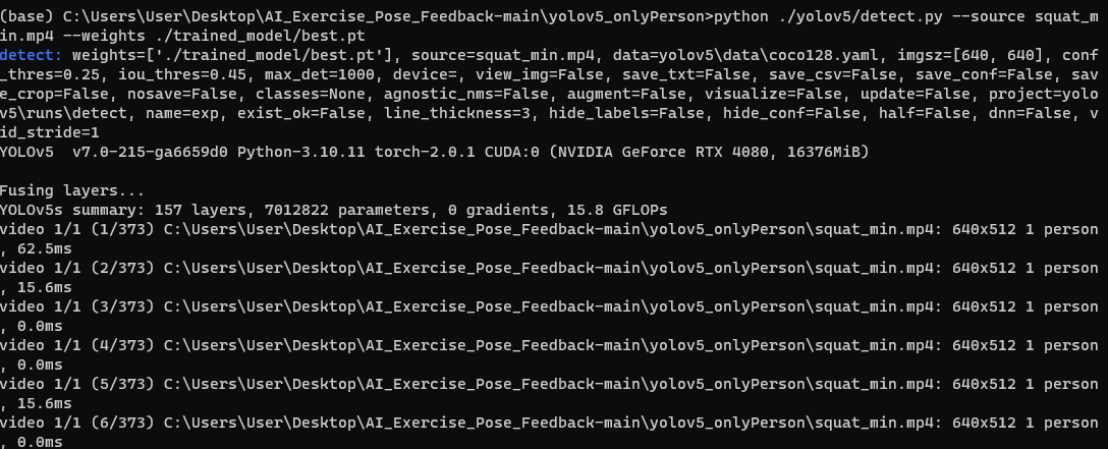 (base) C:\Users\User\Desktop\AI_Exercise_Pose_Feedback-main\yolov5_onlyPerson>python ./yolov5/detect.py --source squat_m
in.mp4 --weights ./trained_model/best.pt
detect: weights=['./trained_model/best.pt'], source=squat_min.mp4, data=yolov5\data\coco128.yaml, imgsz=[640, 640], conf
_thres=0.25, iou_thres=0.45, max_det=1000, device=, view_img=False, save_txt=False, save_csv=False, save_conf=False, sav
e_crop=False, nosave=False, classes=None, agnostic_nms=False, augment=False, visualize=False, update=False, project=yolo
v5\runs\detect, name=exp, exist_ok=False, line_thickness=3, hide_labels=False, hide_conf=False, half=False, dnn=False, v
id_stride=1
YOLOv5  v7.0-215-ga6659d0 Python-3.10.11 torch-2.0.1 CUDA:0 (NVIDIA GeForce RTX 4080, 16376MiB)

Fusing layers...
YOLOv5s summary: 157 layers, 7012822 parameters, 0 gradients, 15.8 GFLOPs
video 1/1 (1/373) C:\Users\User\Desktop\AI_Exercise_Pose_Feedback-main\yolov5_onlyPerson\squat_min.mp4: 640x512 1 person
, 62.5ms
video 1/1 (2/373) C:\Users\User\Desktop\AI_Exercise_Pose_Feedback-main\yolov5_onlyPerson\squat_min.mp4: 640x512 1 person
, 15.6ms
video 1/1 (3/373) C:\Users\User\Desktop\AI_Exercise_Pose_Feedback-main\yolov5_onlyPerson\squat_min.mp4: 640x512 1 person
, 0.0ms
video 1/1 (4/373) C:\Users\User\Desktop\AI_Exercise_Pose_Feedback-main\yolov5_onlyPerson\squat_min.mp4: 640x512 1 person
, 0.0ms
video 1/1 (5/373) C:\Users\User\Desktop\AI_Exercise_Pose_Feedback-main\yolov5_onlyPerson\squat_min.mp4: 640x512 1 person
, 15.6ms
video 1/1 (6/373) C:\Users\User\Desktop\AI_Exercise_Pose_Feedback-main\yolov5_onlyPerson\squat_min.mp4: 640x512 1 person
, 0.0ms